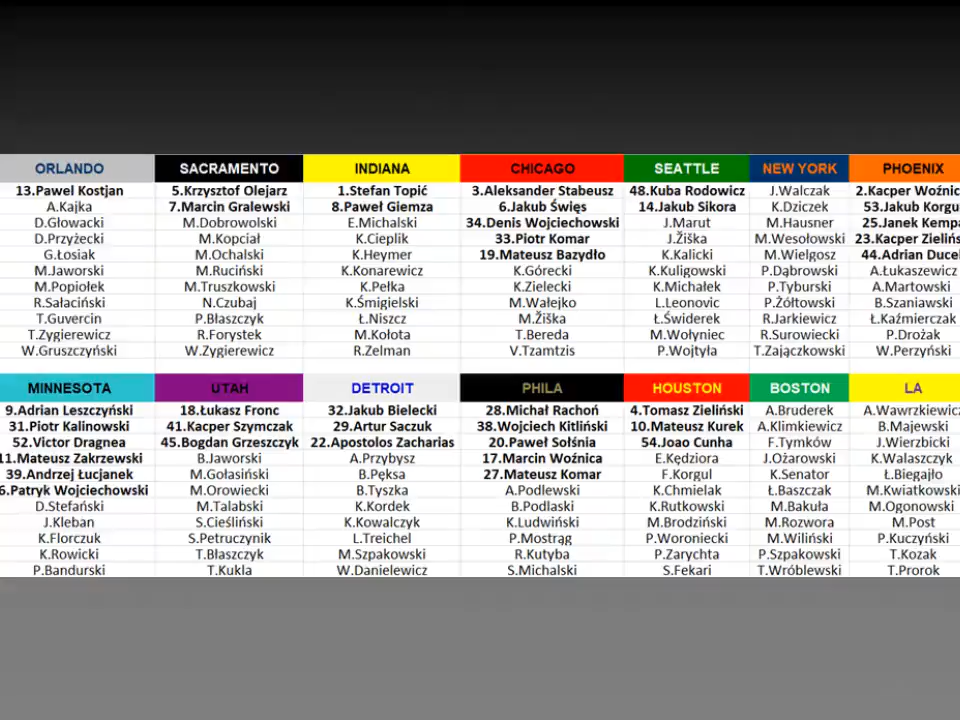 ORLANDO SACRAMENTO INDIANA CHICAGO SEATTLE NEW YORK PHOENIX
13.Paweł Kostjan 5.Krzysztof Olejarz 1.Stefan Topić 3.Aleksander Stabeusz 48.Kuba Rodowicz J.Walczak 2.Kacper Woźnic
A.Kajka 7.Marcin Gralewski 8.Paweł Giemza 6.Jakub Święs 14.Jakub Sikora K.Dziczek 53.Jakub Korgu
D.Głowacki M.Dobrowolski E.Michalski 34.Denis Wojciechowski J.Marut M.Hausner 25.Janek Kempa
D.Przyżecki M.Kopciał K.Cieplik 33.Piotr Komar J.Žiška M.Wesołowski 23.Kacper Zielińs
G.Łosiak M.Ochalski K.Heymer 19.Mateusz Bazydło K.Kalicki M.Wielgosz 44.Adrian Ducel
M.Jaworski M.Ruciński K.Konarewicz K.Górecki K.Kuligowski P.Dąbrowski A.Łukaszewicz
M.Popiołek M.Truszkowski K.Pełka K.Zielecki K.Michałek P.Tyburski A.Martowski
R.Sałaciński N.Czubaj K.Śmigielski M.Wałejko L.Leonovic P.Żółtowski B.Szaniawski
T.Guvercin P.Błaszczyk Ł.Niszcz M.Žiška Ł.Świderek R.Jarkiewicz Ł.Kaźmierczak
T.Zygierewicz R.Forystek M.Kołota T.Bereda M.Wołyniec R.Surowiecki P.Drożak
W.Gruszczyński W.Zygierewicz R.Zelman V.Tzamtzis P.Wojtyła T.Zajączkowski W.Perzyński
MINNESOTA UTAH DETROIT PHILA HOUSTON BOSTON LA
9.Adrian Leszczyński 18.Łukasz Fronc 32.Jakub Bielecki 28.Michał Rachoń 4.Tomasz Zieliński A.Bruderek A.Wawrzkiewic
31.Piotr Kalinowski 41.Kacper Szymczak 29.Artur Saczuk 38.Wojciech Kitliński 10.Mateusz Kurek A.Klimkiewicz B.Majewski
52.Victor Dragnea 45.Bogdan Grzeszczyk 22.Apostolos Zacharias 20.Paweł Sołśnia 54.Joao Cunha F.Tymków J.Wierzbicki
11.Mateusz Zakrzewski B.Jaworski A.Przybysz 17.Marcin Woźnica E.Kędziora J.Ożarowski K.Walaszczyk
39.Andrzej Łucjanek M.Gołasiński B.Pęksa 27.Mateusz Komar F.Korgul K.Senator Ł.Biegajło
6.Patryk Wojciechowski M.Orowiecki B.Tyszka A.Podlewski K.Chmielak Ł.Baszczak M.Kwiatkowski
D.Stefański M.Talabski K.Kordek B.Podlaski K.Rutkowski M.Bakuła M.Ogonowski
J.Kleban S.Cieśliński K.Kowalczyk K.Ludwiński M.Brodziński M.Rozwora M.Post
K.Florczuk S.Petruczynik L.Treichel P.Mostrąg P.Woroniecki M.Wiliński P.Kuczyński
K.Rowicki T.Błaszczyk M.Szpakowski R.Kutyba P.Zarychta P.Szpakowski T.Kozak
P.Bandurski T.Kukla W.Danielewicz S.Michalski S.Fekari T.Wróblewski T.Prorok